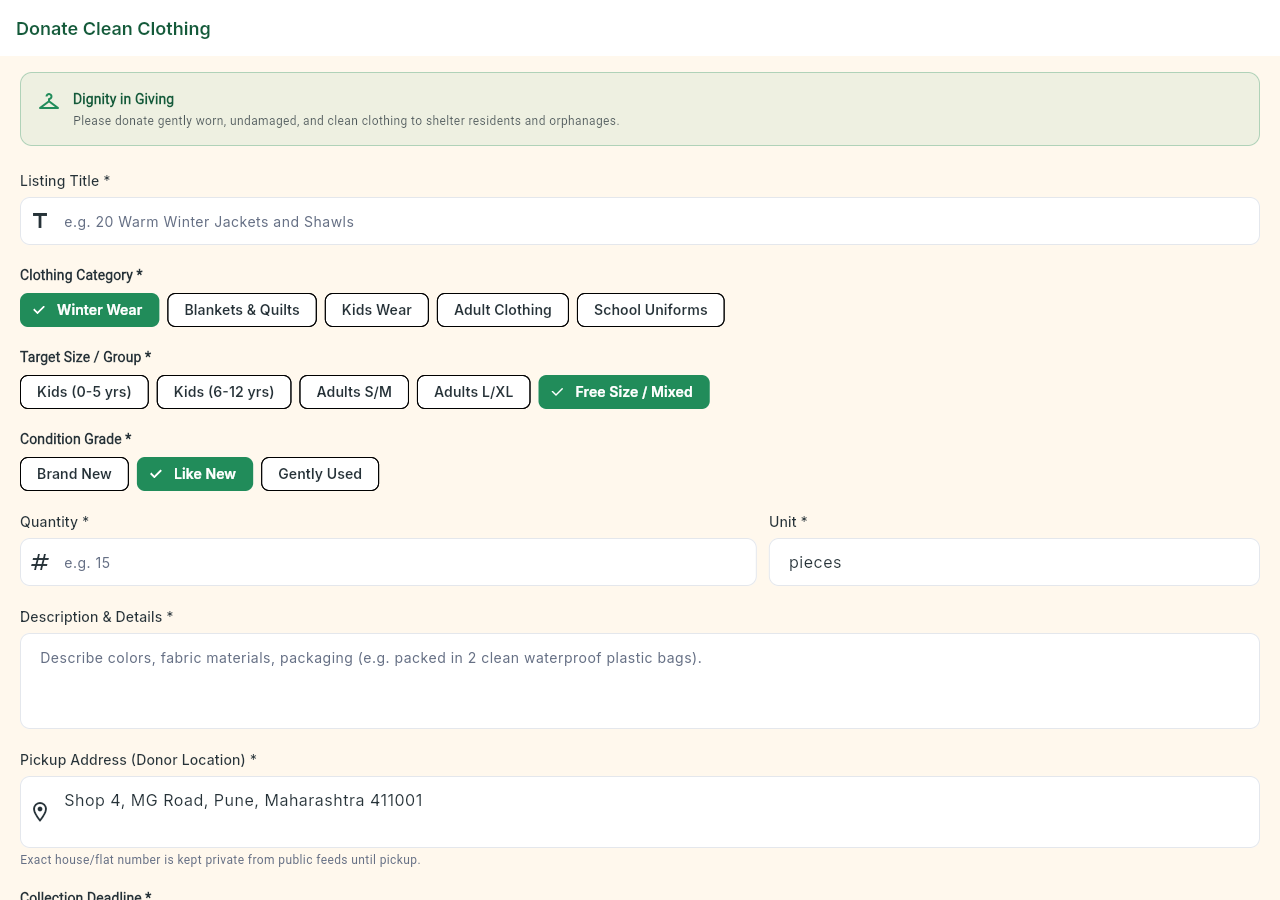 Donate Clean Clothing
Dignity in Giving
Please donate gently worn, undamaged, and clean clothing to shelter residents and orphanages.
Listing Title *
e.g. 20 Warm Winter Jackets and Shawls
Clothing Category *
Winter Wear
Blankets & Quilts
Kids Wear
Adult Clothing
School Uniforms
Target Size / Group *
Kids (0-5 yrs)
Kids (6-12 yrs)
Adults S/M
Adults L/XL
Free Size / Mixed
Condition Grade *
Brand New
Like New
Gently Used
Quantity *
Unit *
e.g. 15
pieces
Description & Details *
Describe colors, fabric materials, packaging (e.g. packed in 2 clean waterproof plastic bags).
Pickup Address (Donor Location) *
Shop 4, MG Road, Pune, Maharashtra 411001
Exact house/flat number is kept private from public feeds until pickup.
Collection Deadline *